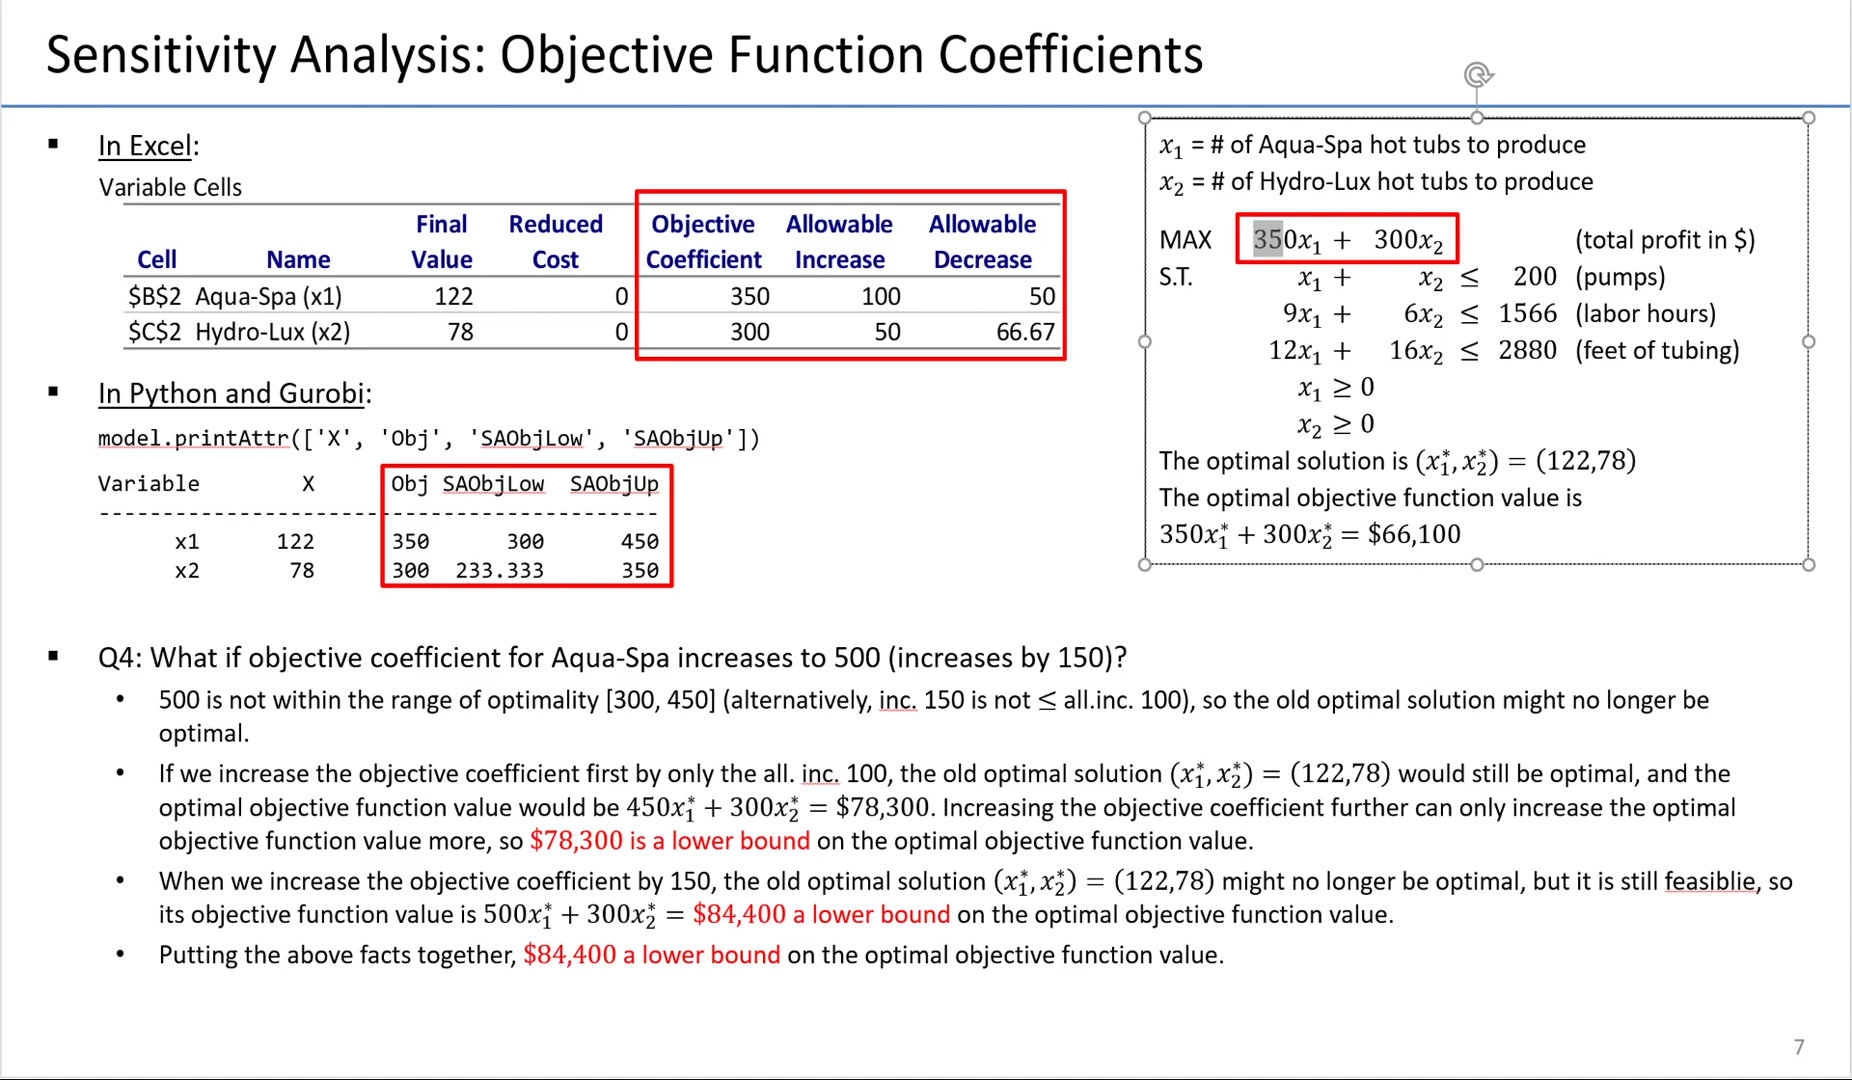 Sensitivity Analysis: Objective Function Coefficients
▪ In Excel:
Variable Cells
Final Reduced Objective Allowable Allowable
Cell Name Value Cost Coefficient Increase Decrease
$B$2 Aqua-Spa (x1) 122 0 350 100 50
$C$2 Hydro-Lux (x2) 78 0 300 50 66.67
▪ In Python and Gurobi:
model.printAttr(['X', 'Obj', 'SAObjLow', 'SAObjUp'])
Variable X Obj SAObjLow SAObjUp
--------------------------------------------
x1 122 350 300 450
x2 78 300 233.333 350
x₁ = # of Aqua-Spa hot tubs to produce
x₂ = # of Hydro-Lux hot tubs to produce
MAX 350x₁ + 300x₂ (total profit in $)
S.T. x₁ + x₂ ≤ 200 (pumps)
9x₁ + 6x₂ ≤ 1566 (labor hours)
12x₁ + 16x₂ ≤ 2880 (feet of tubing)
x₁ ≥ 0
x₂ ≥ 0
The optimal solution is (x₁*, x₂*) = (122,78)
The optimal objective function value is
350x₁* + 300x₂* = $66,100
▪ Q4: What if objective coefficient for Aqua-Spa increases to 500 (increases by 150)?
• 500 is not within the range of optimality [300, 450] (alternatively, inc. 150 is not ≤ all.inc. 100), so the old optimal solution might no longer be
optimal.
• If we increase the objective coefficient first by only the all. inc. 100, the old optimal solution (x₁*, x₂*) = (122,78) would still be optimal, and the
optimal objective function value would be 450x₁* + 300x₂* = $78,300. Increasing the objective coefficient further can only increase the optimal
objective function value more, so $78,300 is a lower bound on the optimal objective function value.
• When we increase the objective coefficient by 150, the old optimal solution (x₁*, x₂*) = (122,78) might no longer be optimal, but it is still feasiblie, so
its objective function value is 500x₁* + 300x₂* = $84,400 a lower bound on the optimal objective function value.
• Putting the above facts together, $84,400 a lower bound on the optimal objective function value.
7